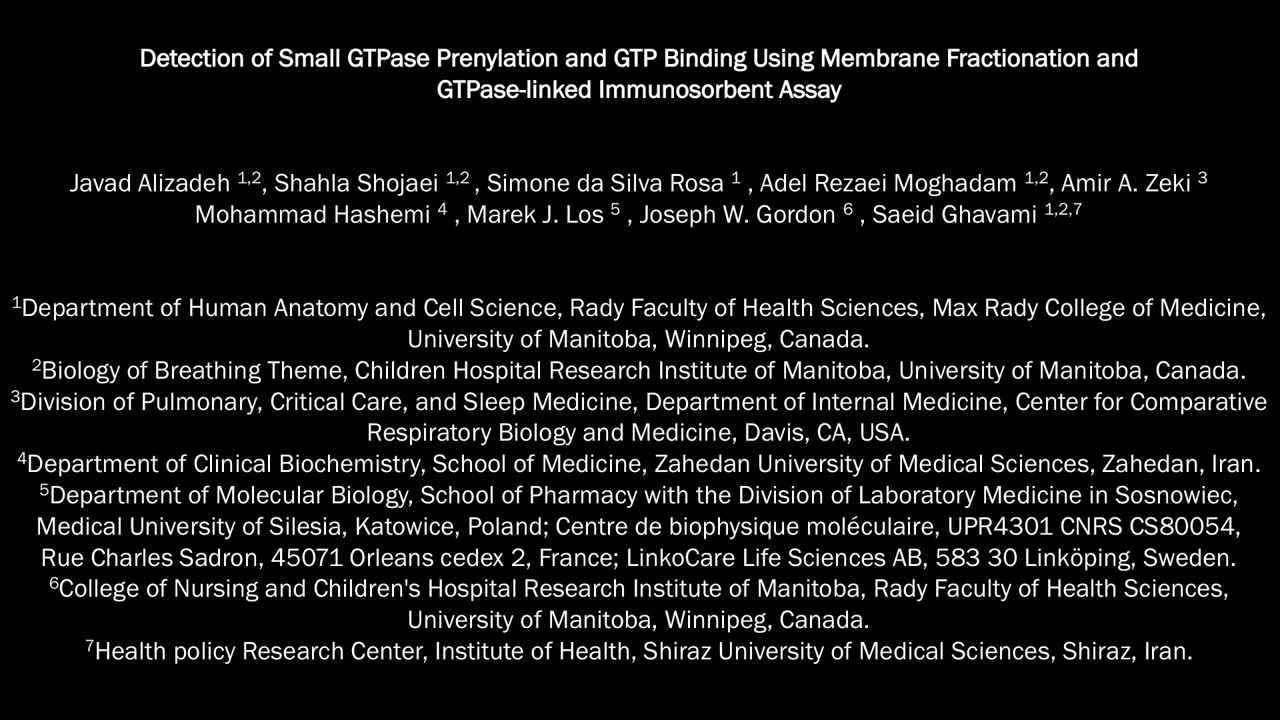 Detection of Small GTPase Prenylation and GTP Binding Using Membrane Fractionation and
GTPase-linked Immunosorbent Assay
Javad Alizadeh 1,2, Shahla Shojaei 1,2 , Simone da Silva Rosa 1 , Adel Rezaei Moghadam 1,2, Amir A. Zeki 3
Mohammad Hashemi 4 , Marek J. Los 5 , Joseph W. Gordon 6 , Saeid Ghavami 1,2,7
1Department of Human Anatomy and Cell Science, Rady Faculty of Health Sciences, Max Rady College of Medicine,
University of Manitoba, Winnipeg, Canada.
2Biology of Breathing Theme, Children Hospital Research Institute of Manitoba, University of Manitoba, Canada.
3Division of Pulmonary, Critical Care, and Sleep Medicine, Department of Internal Medicine, Center for Comparative
Respiratory Biology and Medicine, Davis, CA, USA.
4Department of Clinical Biochemistry, School of Medicine, Zahedan University of Medical Sciences, Zahedan, Iran.
5Department of Molecular Biology, School of Pharmacy with the Division of Laboratory Medicine in Sosnowiec,
Medical University of Silesia, Katowice, Poland; Centre de biophysique moléculaire, UPR4301 CNRS CS80054,
Rue Charles Sadron, 45071 Orleans cedex 2, France; LinkoCare Life Sciences AB, 583 30 Linköping, Sweden.
6College of Nursing and Children's Hospital Research Institute of Manitoba, Rady Faculty of Health Sciences,
University of Manitoba, Winnipeg, Canada.
7Health policy Research Center, Institute of Health, Shiraz University of Medical Sciences, Shiraz, Iran.